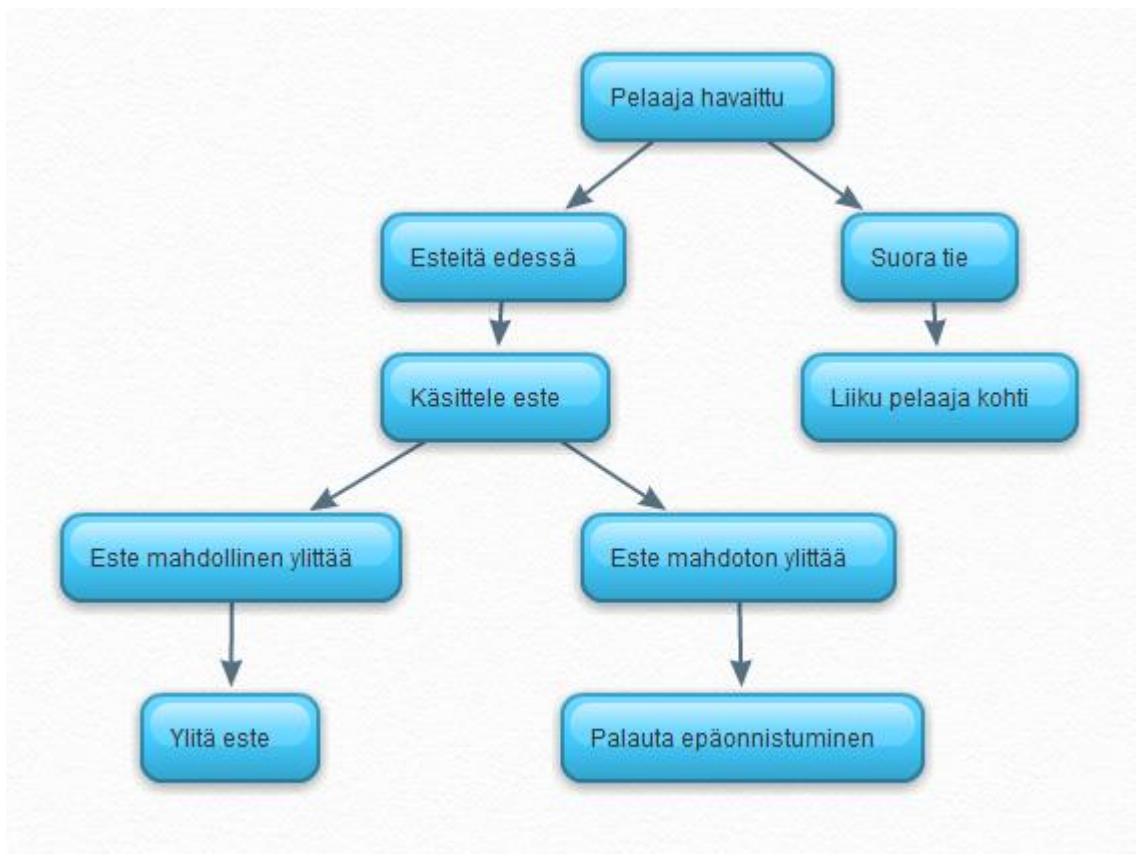 Pelaaja havaittu
Esteitä edessä
Suora tie
Käsittele este
Liiku pelaaja kohti
Este mahdollinen ylittää
Este mahdoton ylittää
Ylitä este
Palauta epäonnistuminen